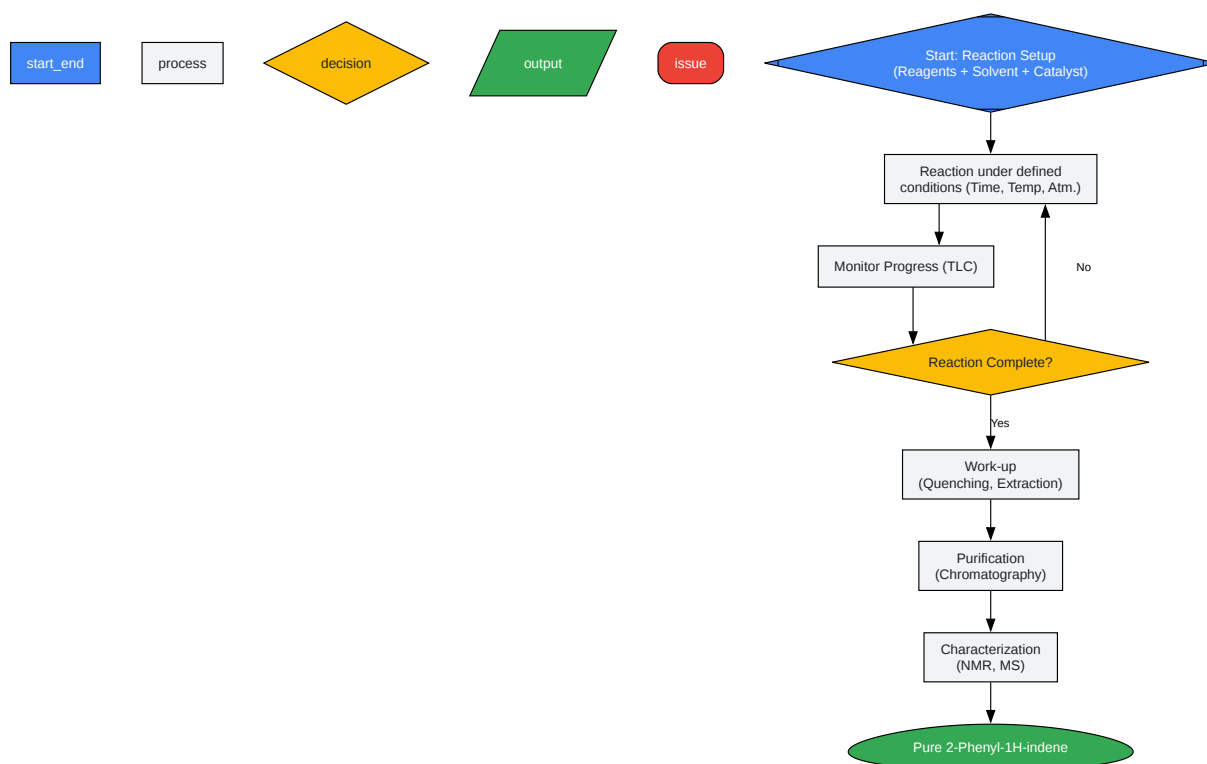 start_end
process
decision
output
issue
Start: Reaction Setup
(Reagents + Solvent + Catalyst)
Reaction under defined
conditions (Time, Temp, Atm.)
Monitor Progress (TLC)
No
Reaction Complete?
Yes
Work-up
(Quenching, Extraction)
Purification
(Chromatography)
Characterization
(NMR, MS)
Pure 2-Phenyl-1H-indene